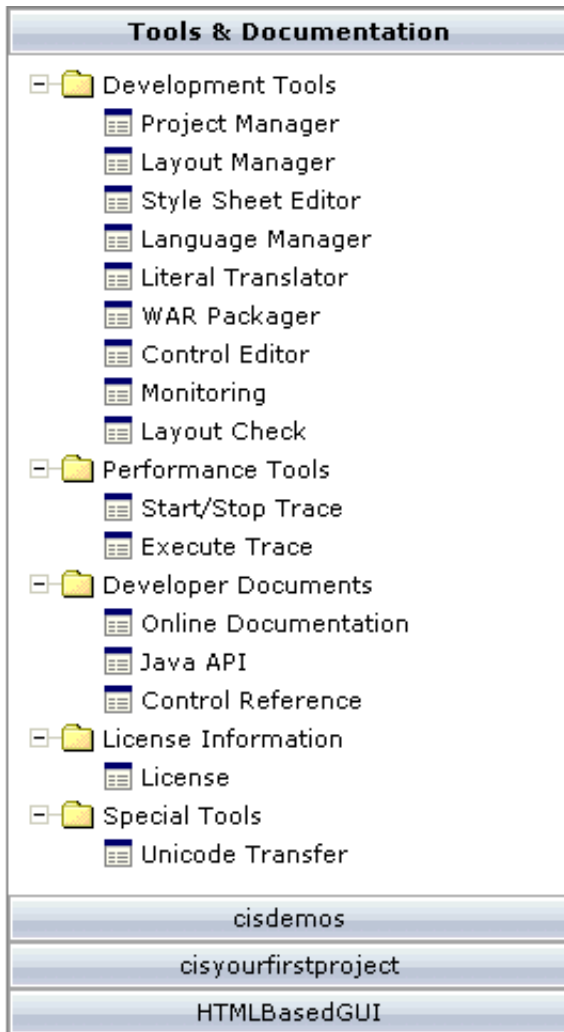 Tools & Documentation
Development Tools
Project Manager
Layout Manager
Style Sheet Editor
Language Manager
Literal Translator
WAR Packager
Control Editor
Monitoring
Layout Check
Performance Tools
Start/Stop Trace
Execute Trace
Developer Documents
Online Documentation
Java API
Control Reference
License Information
License
Special Tools
Unicode Transfer
cisdemos
cisyourfirstproject
HTMLBasedGUI